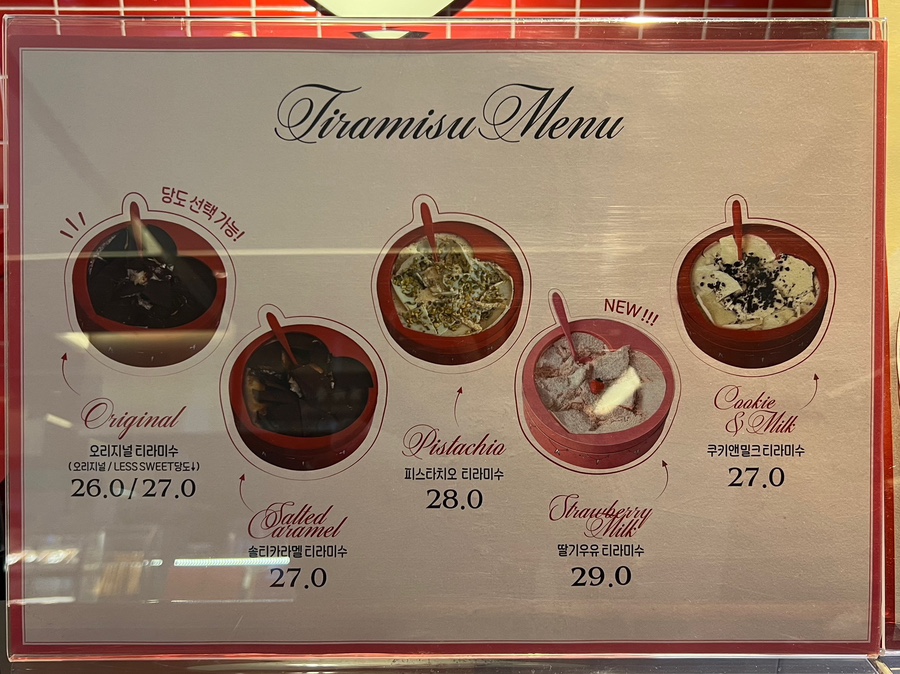 Tiramisu Menu
당도 선택 가능!
Original
오리지널 티라미수
(오리지널 / LESS SWEET당도↓)
26.0/27.0
Salted
Caramel
솔티카라멜 티라미수
27.0
Pistachio
피스타치오 티라미수
28.0
NEW!!!
Strawberry
Milk
딸기우유 티라미수
29.0
Cookie
& Milk
쿠키앤밀크 티라미수
27.0